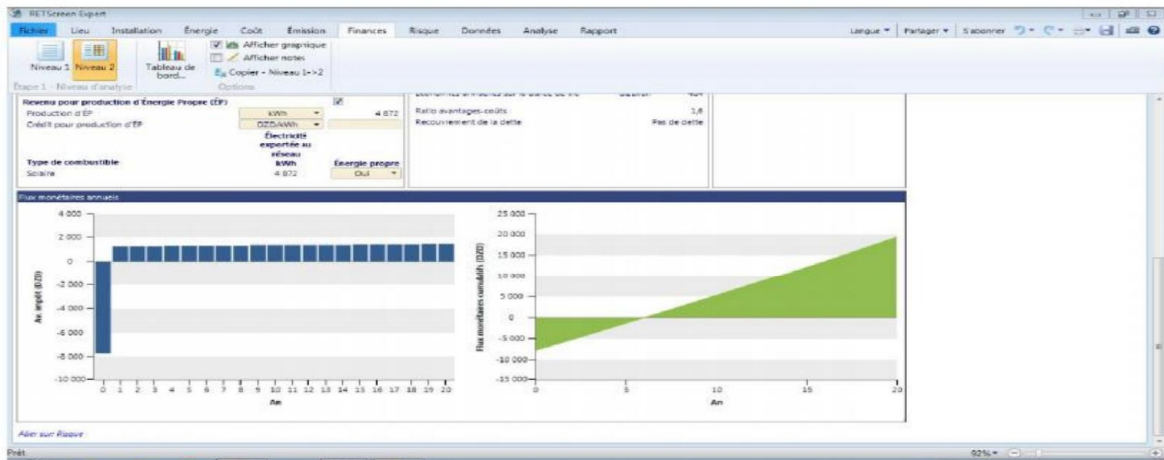 RETScreen Expert
Fichier Lieu Installation Énergie Coût Émission Finances Risque Données Analyse Rapport Langue Partager S'abonner
Niveau 1 Niveau 2 Tableau de bord...
Afficher graphique
Afficher notes
Copier - Niveau 1->2
Étape 1 - Niveau d'analyse Options
Revenu pour production d'Énergie Propre (ÉP)
Production d'ÉP kWh 4 872
Crédit pour production d'ÉP DZD/kWh
Électricité exportée au réseau
Type de combustible kWh Énergie propre
Solaire 4 872 Oui
Ratio avantages-coûts 1,6
Recouvrement de la dette Pas de dette
Flux monétaires annuels
Av. impôt (DZD)
4 000
2 000
0
-2 000
-4 000
-6 000
-8 000
-10 000
0 1 2 3 4 5 6 7 8 9 10 11 12 13 14 15 16 17 18 19 20
An
Flux monétaires cumulatifs (DZD)
25 000
20 000
15 000
10 000
5 000
0
-5 000
-10 000
-15 000
0 5 10 15 20
An
Aller sur: Risque
Prêt 92%